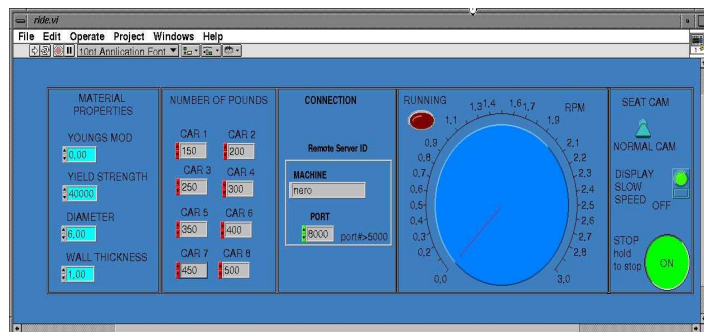 ride.vi
File Edit Operate Project Windows Help
10pt Application Font
MATERIAL
PROPERTIES
YOUNGS MOD
0,00
YIELD STRENGTH
40000
DIAMETER
6,00
WALL THICKNESS
1,00
NUMBER OF POUNDS
CAR 1 CAR 2
150 200
CAR 3 CAR 4
250 300
CAR 5 CAR 6
350 400
CAR 7 CAR 8
450 500
CONNECTION
Remote Server ID
MACHINE
nero
PORT
8000 port#>5000
RUNNING
RPM
0,0
0,2
0,3
0,4
0,5
0,6
0,7
0,8
0,9
1,1
1,3
1,4
1,6
1,7
1,9
2,1
2,2
2,3
2,4
2,5
2,6
2,7
2,8
3,0
SEAT CAM
NORMAL CAM
DISPLAY
SLOW
SPEED OFF
STOP
hold
to stop
ON